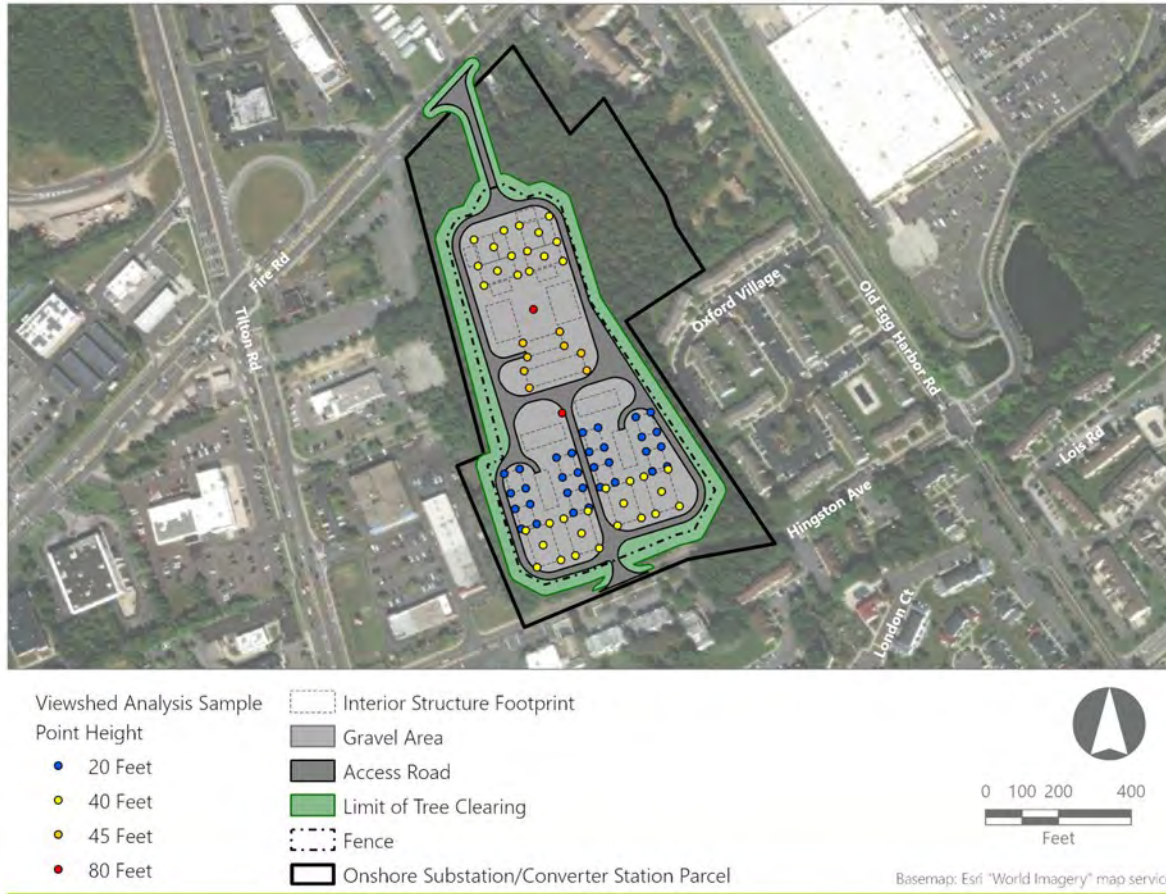 Fire Rd
Tilton Rd
Oxford Village
Old Egg Harbor Rd
Lois Rd
Hingston Ave
London Ct
Viewshed Analysis Sample
Point Height
20 Feet
40 Feet
45 Feet
80 Feet
Interior Structure Footprint
Gravel Area
Access Road
Limit of Tree Clearing
Fence
Onshore Substation/Converter Station Parcel
0 100 200 400
Feet
Basemap: Esri "World Imagery" map servic